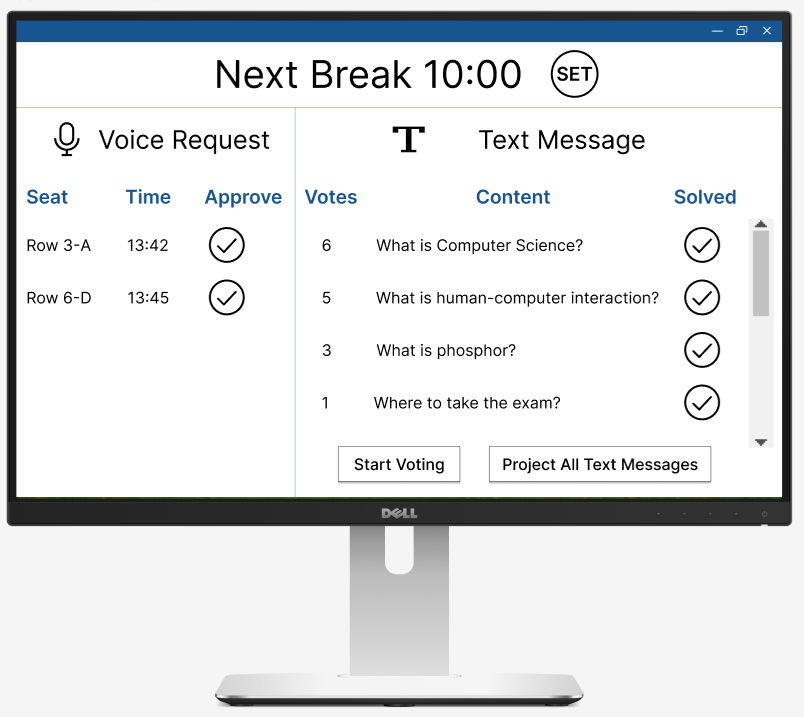 Next Break 10:00 SET
Voice Request
Seat Time Approve
Row 3-A 13:42
Row 6-D 13:45
T Text Message
Votes Content Solved
6 What is Computer Science?
5 What is human-computer interaction?
3 What is phosphor?
1 Where to take the exam?
Start Voting Project All Text Messages
DELL